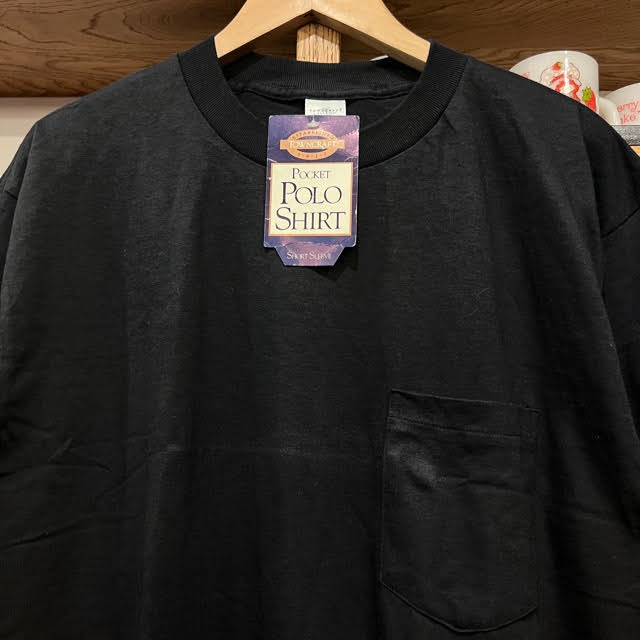 TOWNCRAFT
POCKET
POLO
SHIRT
SHORT SLEEVE